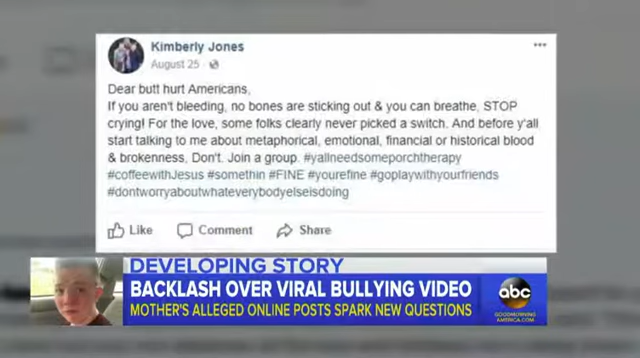 Kimberly Jones
August 25
Dear butt hurt Americans,
If you aren't bleeding, no bones are sticking out & you can breathe, STOP
crying! For the love, some folks clearly never picked a switch. And before y'all
start talking to me about metaphorical, emotional, financial or historical blood
& brokenness, Don't. Join a group. #yallneedsomeporchtherapy
#coffeewithJesus #somethin #FINE #yourefine #goplaywithyourfriends
#dontworryaboutwhateverybodyelseisdoing
Like Comment Share
DEVELOPING STORY
BACKLASH OVER VIRAL BULLYING VIDEO
MOTHER'S ALLEGED ONLINE POSTS SPARK NEW QUESTIONS
abc
GOODMORNING
AMERICA.COM